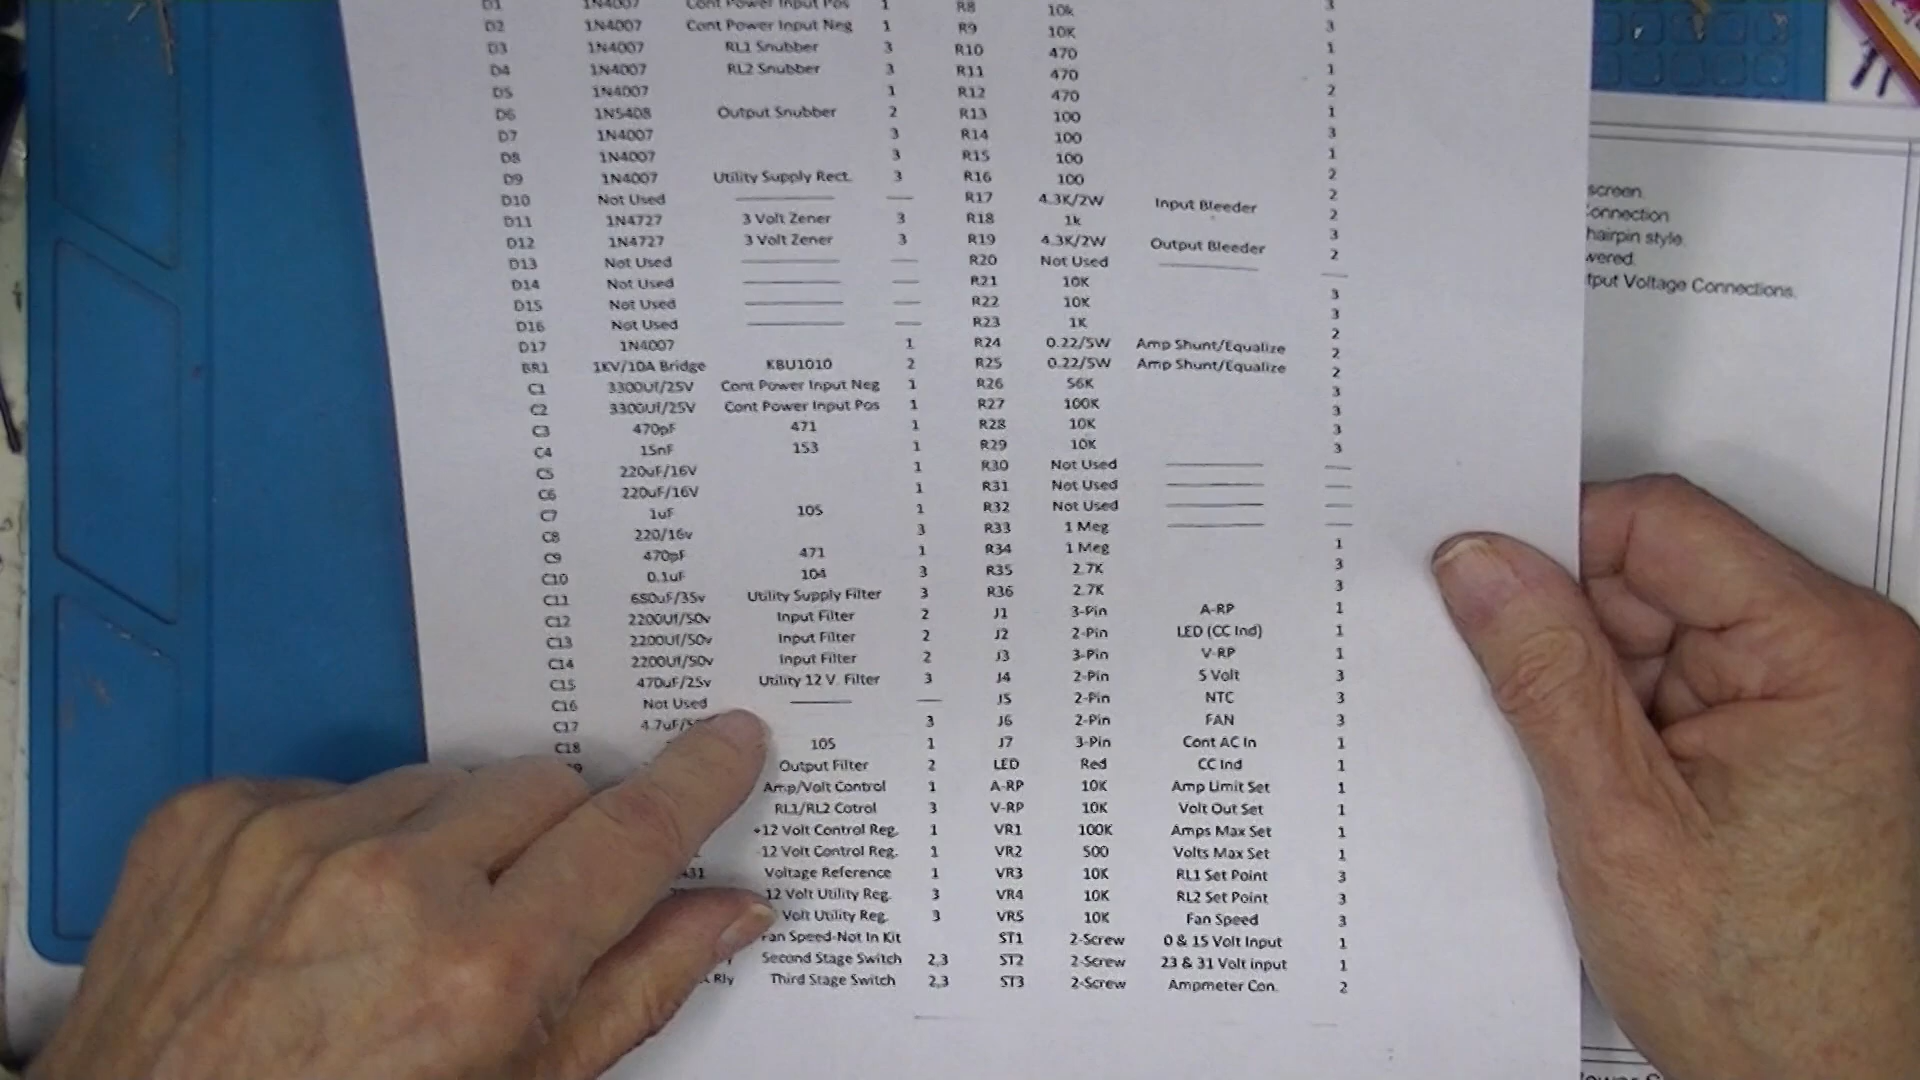 D1 1N4007 Cont Power Input Pos 1 R8 10k 3
D2 1N4007 Cont Power Input Neg 1 R9 10K 3
D3 1N4007 RL1 Snubber 3 R10 470 1
D4 1N4007 RL2 Snubber 3 R11 470 1
D5 1N4007 1 R12 470 2
D6 1N5408 Output Snubber 2 R13 100 1
D7 1N4007 3 R14 100 3
D8 1N4007 3 R15 100 1
D9 1N4007 Utility Supply Rect. 3 R16 100 2
D10 Not Used R17 4.3K/2W Input Bleeder 2
D11 1N4727 3 Volt Zener 3 R18 1k 2
D12 1N4727 3 Volt Zener 3 R19 4.3K/2W Output Bleeder 3
D13 Not Used R20 Not Used 2
D14 Not Used R21 10K
D15 Not Used R22 10K 3
D16 Not Used R23 1K 3
D17 1N4007 1 R24 0.22/5W Amp Shunt/Equalize 2
BR1 1KV/10A Bridge KBU1010 2 R25 0.22/5W Amp Shunt/Equalize 2
C1 3300Uf/25V Cont Power Input Neg 1 R26 56K 2
C2 3300Uf/25V Cont Power Input Pos 1 R27 100K 3
C3 470pF 471 1 R28 10K 3
C4 15nF 153 1 R29 10K 3
C5 220uF/16V 1 R30 Not Used 3
C6 220uF/16V 1 R31 Not Used
C7 1uF 105 1 R32 Not Used
C8 220/16v 3 R33 1 Meg
C9 470pF 471 1 R34 1 Meg 1
C10 0.1uF 104 3 R35 2.7K 3
C11 680uF/35v Utility Supply Filter 3 R36 2.7K 3
C12 2200Uf/50v Input Filter 2 J1 3-Pin A-RP 1
C13 2200Uf/50v Input Filter 2 J2 2-Pin LED (CC Ind) 1
C14 2200Uf/50v Input Filter 2 J3 3-Pin V-RP 1
C15 470uF/25v Utility 12 V. Filter 3 J4 2-Pin 5 Volt 3
C16 Not Used J5 2-Pin NTC 3
C17 4.7uF/5 3 J6 2-Pin FAN 3
C18 105 1 J7 3-Pin Cont AC In 1
Output Filter 2 LED Red CC Ind 1
Amp/Volt Control 1 A-RP 10K Amp Limit Set 1
RL1/RL2 Cotrol 3 V-RP 10K Volt Out Set 1
+12 Volt Control Reg. 1 VR1 100K Amps Max Set 1
-12 Volt Control Reg. 1 VR2 500 Volts Max Set 1
431 Voltage Reference 1 VR3 10K RL1 Set Point 3
12 Volt Utility Reg. 3 VR4 10K RL2 Set Point 3
Volt Utility Reg. 3 VR5 10K Fan Speed 3
Fan Speed-Not In Kit ST1 2-Screw 0 & 15 Volt Input 1
Second Stage Switch 2,3 ST2 2-Screw 23 & 31 Volt input 1
Rly Third Stage Switch 2,3 ST3 2-Screw Ampmeter Con. 2
screen.
onnection
hairpin style.
wered.
tput Voltage Connections.